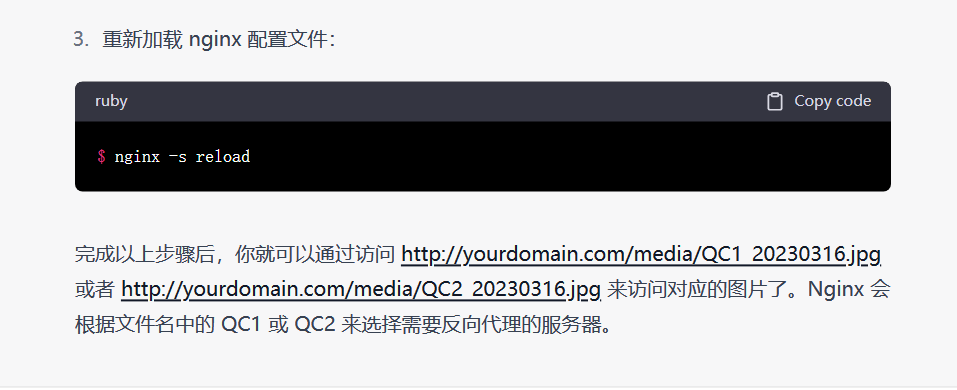 3. 重新加载 nginx 配置文件：
ruby
Copy code
$ nginx -s reload
完成以上步骤后，你就可以通过访问 http://yourdomain.com/media/QC1_20230316.jpg
或者 http://yourdomain.com/media/QC2_20230316.jpg 来访问对应的图片了。Nginx 会
根据文件名中的 QC1 或 QC2 来选择需要反向代理的服务器。